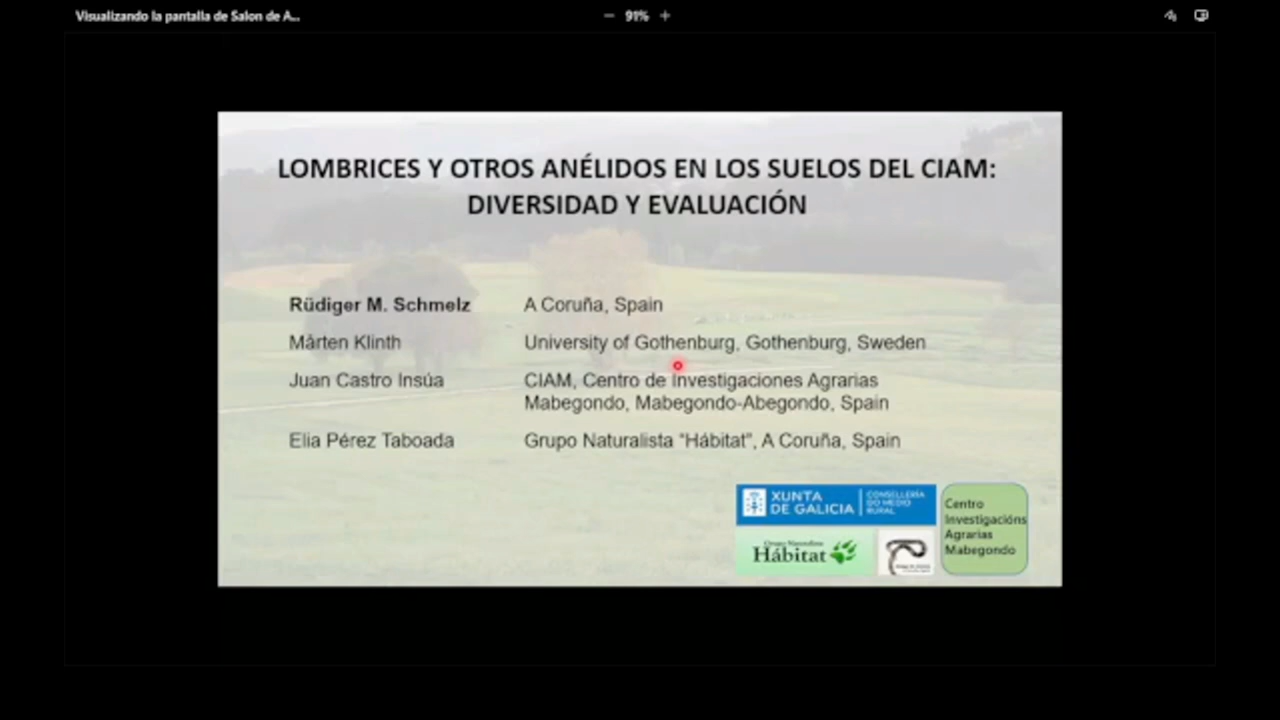 Visualizando la pantalla de Salon de A...
91%
LOMBRICES Y OTROS ANÉLIDOS EN LOS SUELOS DEL CIAM:
DIVERSIDAD Y EVALUACIÓN
Rüdiger M. Schmelz A Coruña, Spain
Mårten Klinth University of Gothenburg, Gothenburg, Sweden
Juan Castro Insúa CIAM, Centro de Investigaciones Agrarias
Mabegondo, Mabegondo-Abegondo, Spain
Elia Pérez Taboada Grupo Naturalista "Hábitat", A Coruña, Spain
XUNTA
DE GALICIA
CONSELLERÍA
DO MEDIO
RURAL
Grupo Naturalista
Hábitat
Centro
Investigacións
Agrarias
Mabegondo